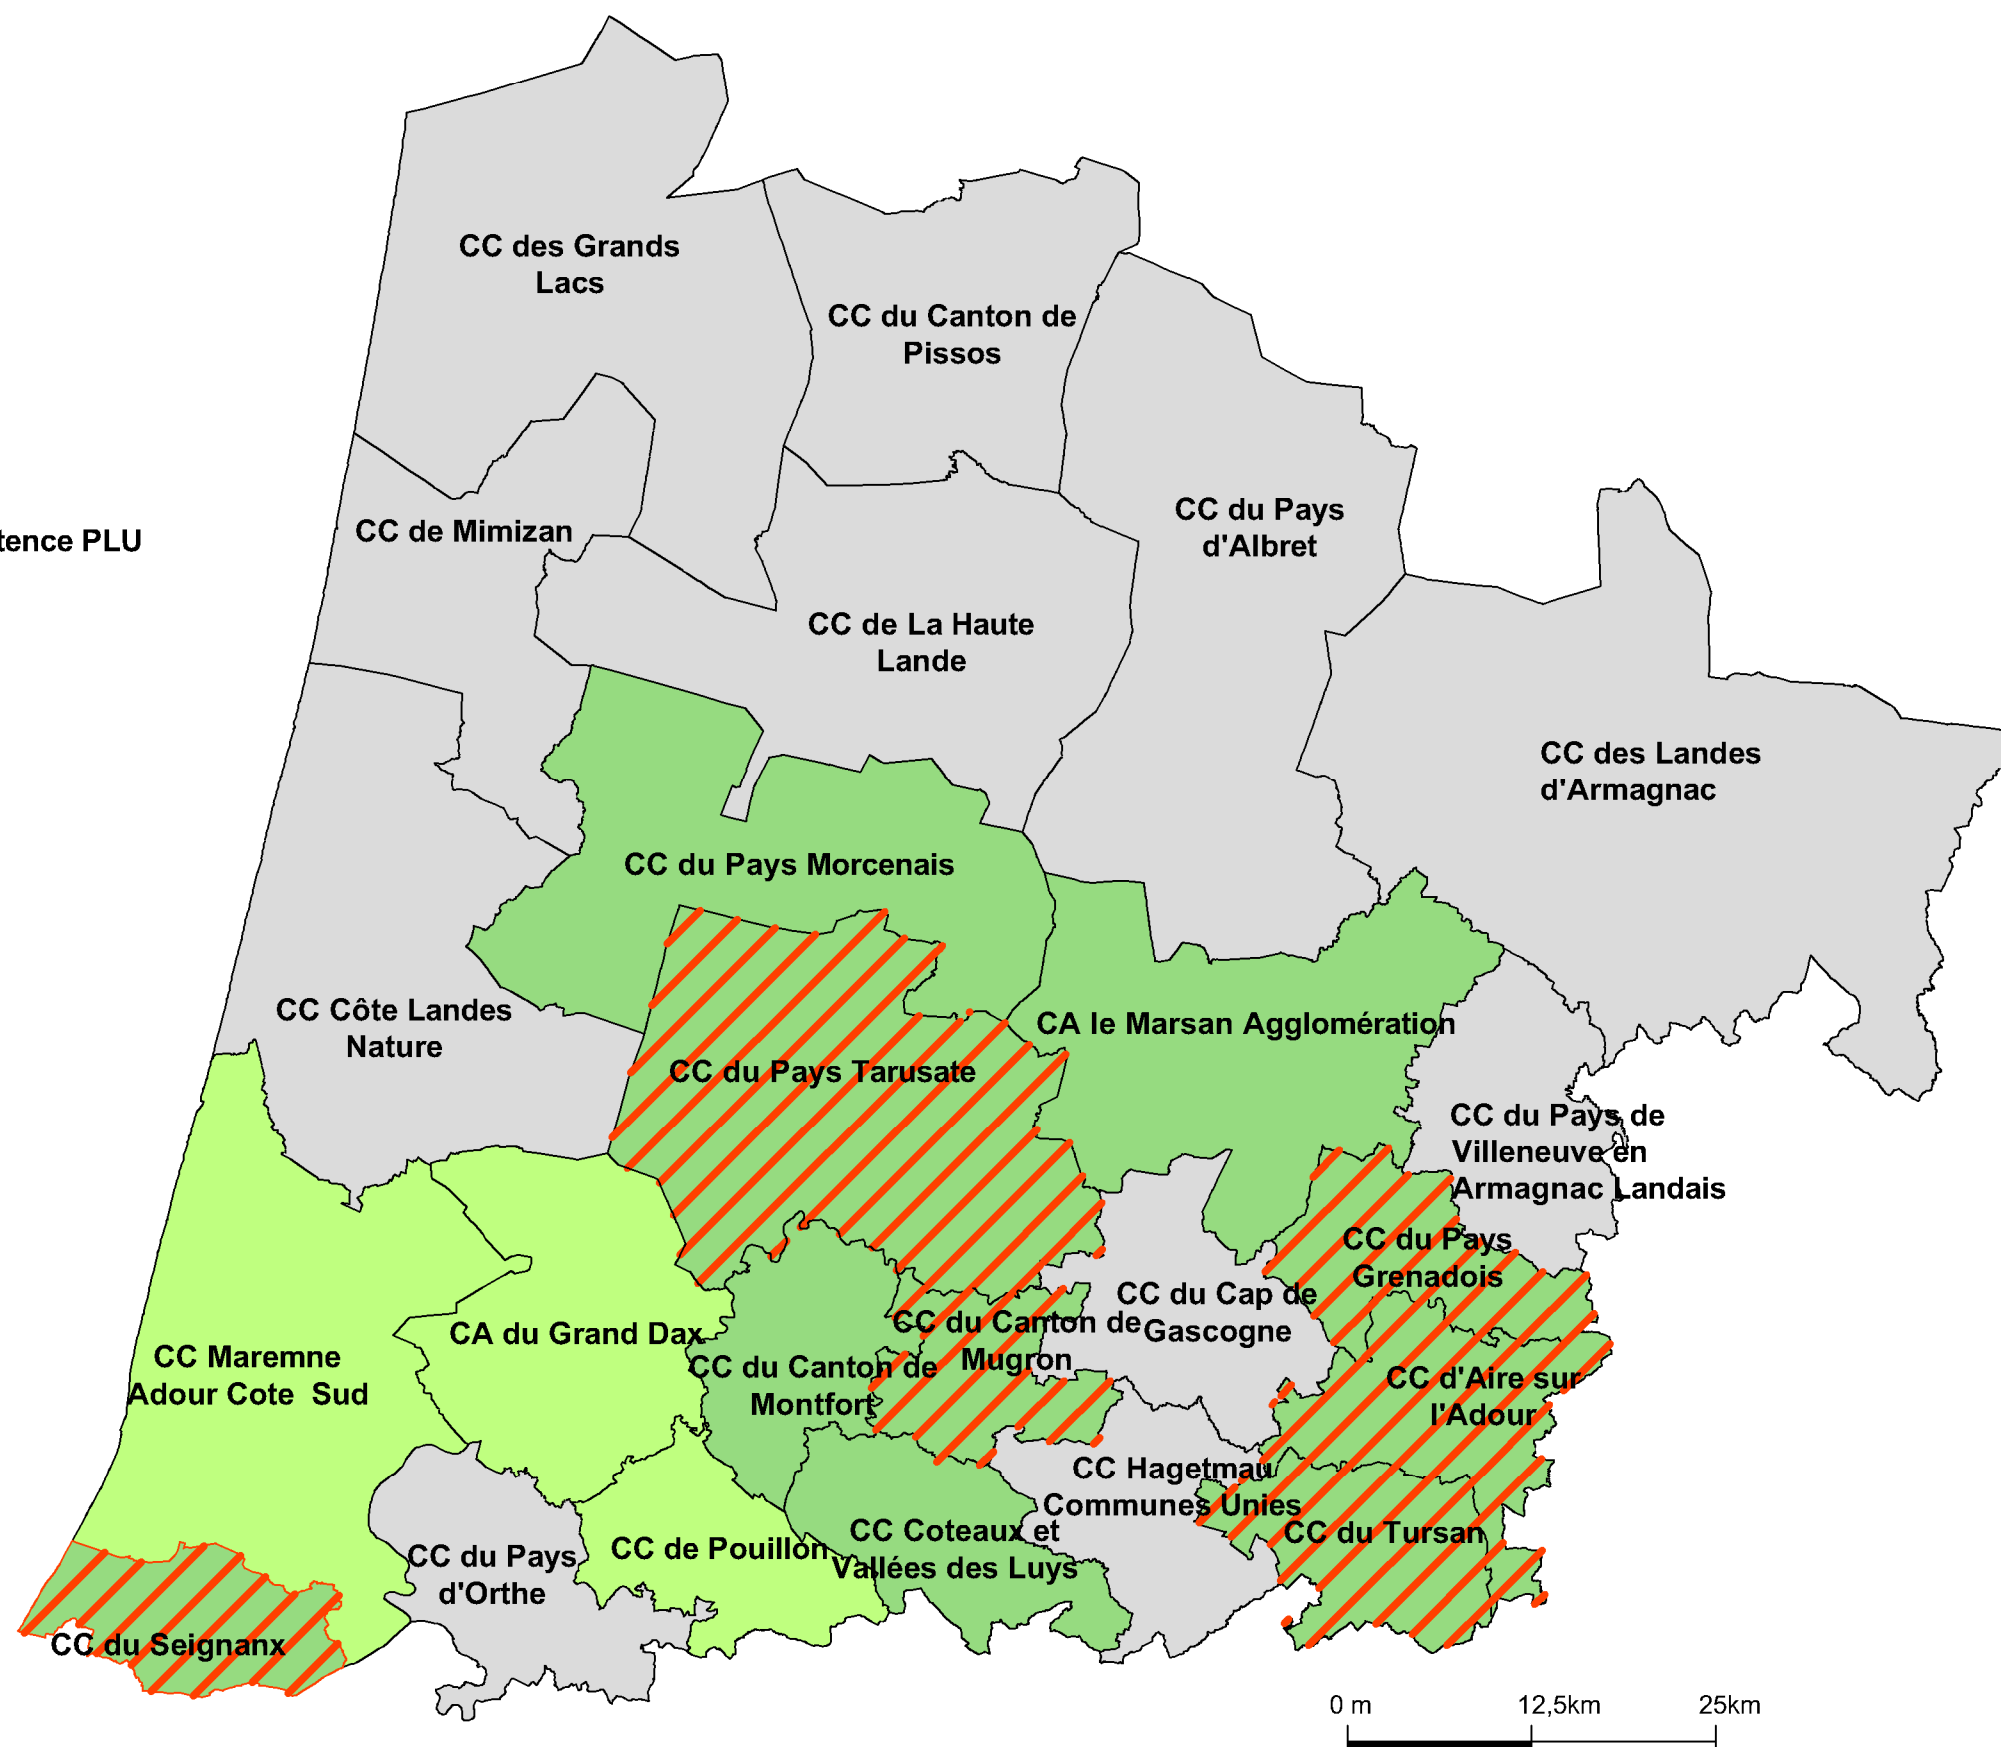 CC des Grands
Lacs
CC du Canton de
Pissos
CC du Pays
d'Albret
CC de Mimizan
tence PLU
CC de La Haute
Lande
CC des Landes
d'Armagnac
CC du Pays Morcenais
CC Côte Landes
Nature
CA le Marsan Agglomération
CC du Pays Tarusate
CC du Pays de
Villeneuve en
Armagnac Landais
CC du Pays
Grenadois
CC du Cap de
Gascogne
CC du Canton de
Mugron
CA du Grand Dax
CC Maremne
Adour Cote  Sud
CC du Canton de
Montfort
CC d'Aire sur
l'Adour
CC Hagetmau
Communes Unies
CC du Tursan
CC Coteaux et
Vallées des Luys
CC de Pouillon
CC du Pays
d'Orthe
CC du Seignanx
0 m
12,5km
25km